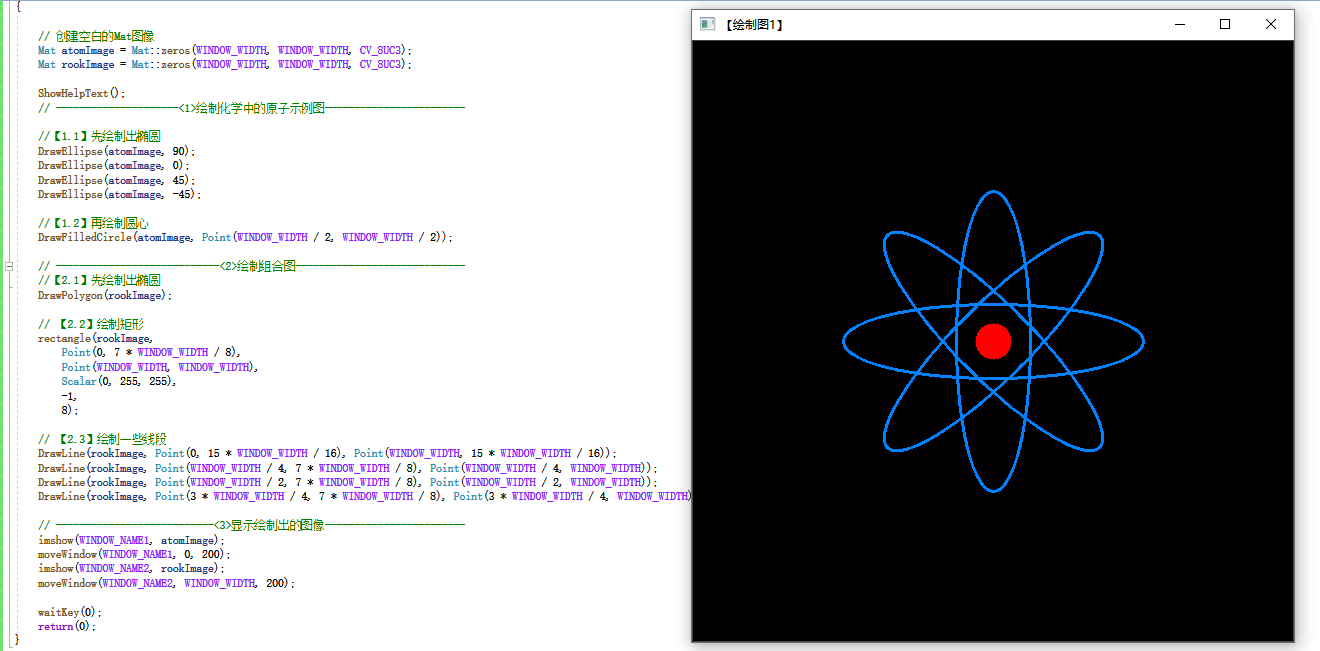 {
// 创建空白的Mat图像
Mat atomImage = Mat::zeros(WINDOW_WIDTH, WINDOW_WIDTH, CV_8UC3);
Mat rookImage = Mat::zeros(WINDOW_WIDTH, WINDOW_WIDTH, CV_8UC3);
ShowHelpText();
// ---------------------<1>绘制化学中的原子示例图------------------------
//【1.1】先绘制出椭圆
DrawEllipse(atomImage, 90);
DrawEllipse(atomImage, 0);
DrawEllipse(atomImage, 45);
DrawEllipse(atomImage, -45);
//【1.2】再绘制圆心
DrawFilledCircle(atomImage, Point(WINDOW_WIDTH / 2, WINDOW_WIDTH / 2));
// ----------------------------<2>绘制组合图-----------------------------
//【2.1】先绘制出椭圆
DrawPolygon(rookImage);
// 【2.2】绘制矩形
rectangle(rookImage,
Point(0, 7 * WINDOW_WIDTH / 8),
Point(WINDOW_WIDTH, WINDOW_WIDTH),
Scalar(0, 255, 255),
-1,
8);
// 【2.3】绘制一些线段
DrawLine(rookImage, Point(0, 15 * WINDOW_WIDTH / 16), Point(WINDOW_WIDTH, 15 * WINDOW_WIDTH / 16));
DrawLine(rookImage, Point(WINDOW_WIDTH / 4, 7 * WINDOW_WIDTH / 8), Point(WINDOW_WIDTH / 4, WINDOW_WIDTH));
DrawLine(rookImage, Point(WINDOW_WIDTH / 2, 7 * WINDOW_WIDTH / 8), Point(WINDOW_WIDTH / 2, WINDOW_WIDTH));
DrawLine(rookImage, Point(3 * WINDOW_WIDTH / 4, 7 * WINDOW_WIDTH / 8), Point(3 * WINDOW_WIDTH / 4, WINDOW_WIDTH)
// ---------------------------<3>显示绘制出的图像------------------------
imshow(WINDOW_NAME1, atomImage);
moveWindow(WINDOW_NAME1, 0, 200);
imshow(WINDOW_NAME2, rookImage);
moveWindow(WINDOW_NAME2, WINDOW_WIDTH, 200);
waitKey(0);
return(0);
}
【绘制图1】